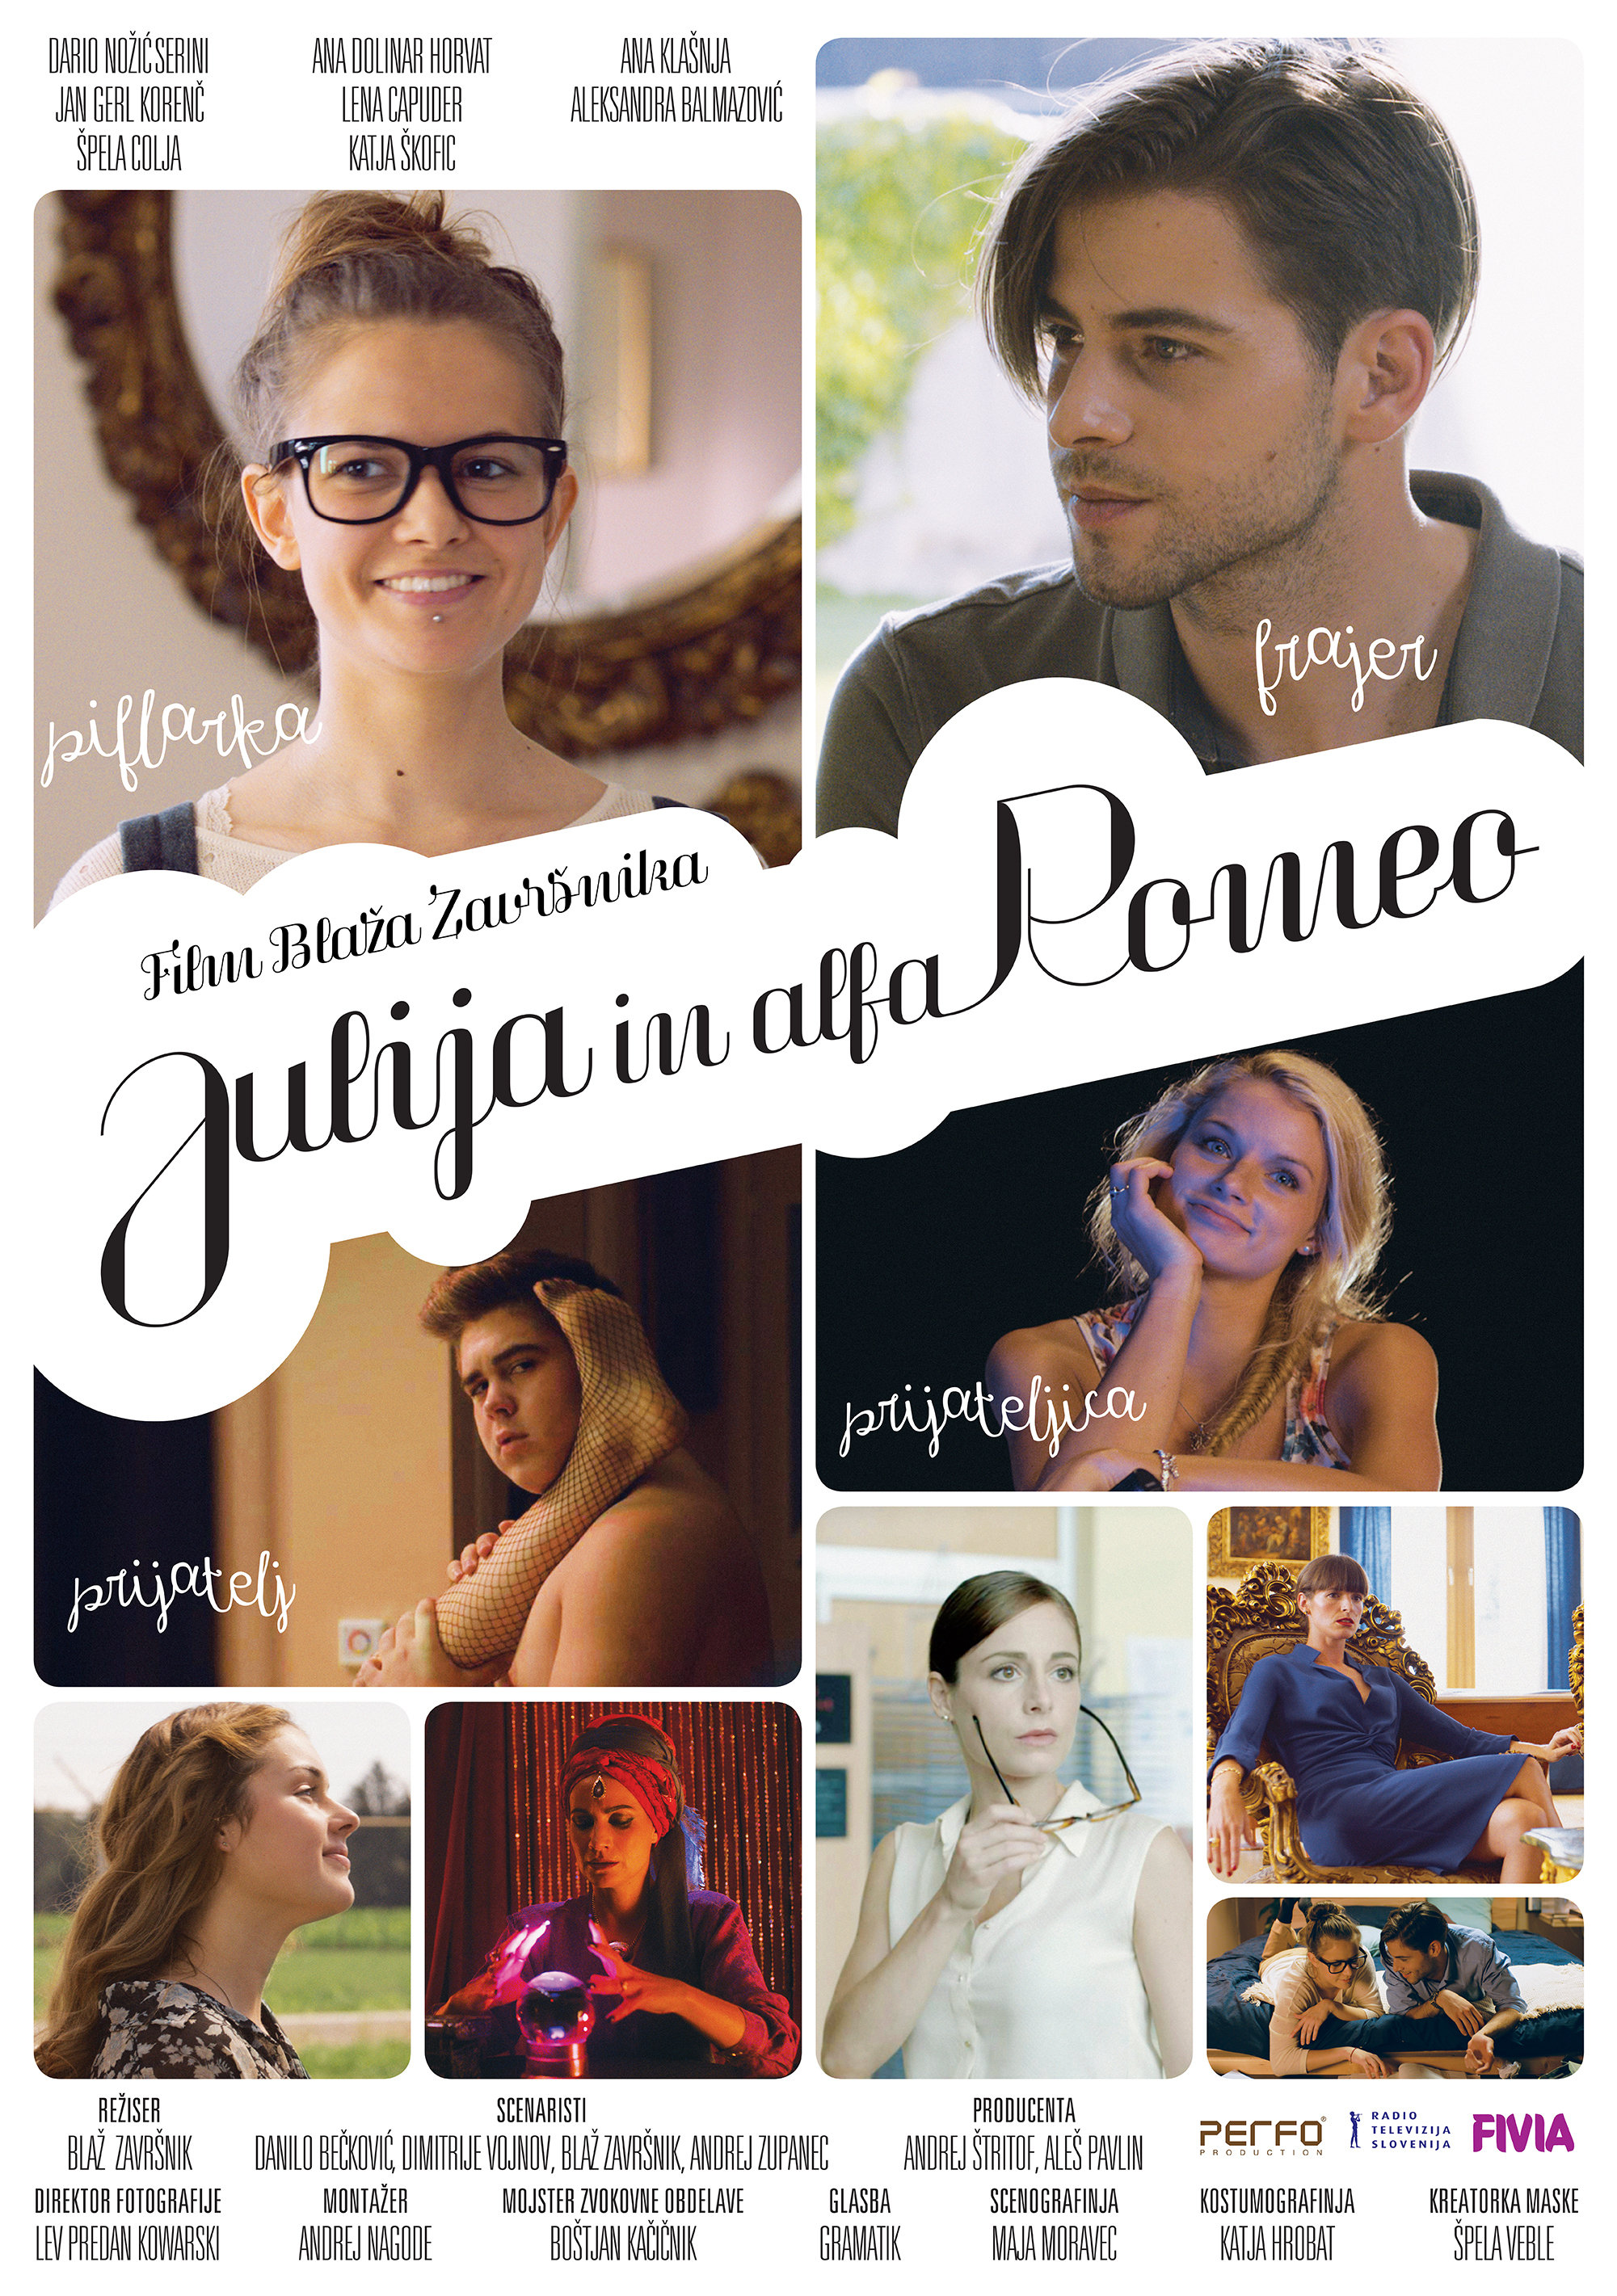 DARIO NOŽIĆ SERINI
JAN GERL KORENČ
ŠPELA COLJA
ANA DOLINAR HORVAT
LENA CAPUDER
KATJA ŠKOFIC
ANA KLAŠNJA
ALEKSANDRA BALMAZOVIĆ
piflarka
frajer
Film Blaža Završnika
Julija in alfa Romeo
prijateljica
prijatelj
REŽISER
BLAŽ ZAVRŠNIK
SCENARISTI
DANILO BEČKOVIĆ, DIMITRIJE VOJNOV, BLAŽ ZAVRŠNIK, ANDREJ ZUPANEC
PRODUCENTA
ANDREJ ŠTRITOF, ALEŠ PAVLIN
PERFO®
PRODUCTION
RADIO
TELEVIZIJA
SLOVENIJA
FIVIA
DIREKTOR FOTOGRAFIJE
LEV PREDAN KOWARSKI
MONTAŽER
ANDREJ NAGODE
MOJSTER ZVOKOVNE OBDELAVE
BOŠTJAN KAČIČNIK
GLASBA
GRAMATIK
SCENOGRAFINJA
MAJA MORAVEC
KOSTUMOGRAFINJA
KATJA HROBAT
KREATORKA MASKE
ŠPELA VEBLE